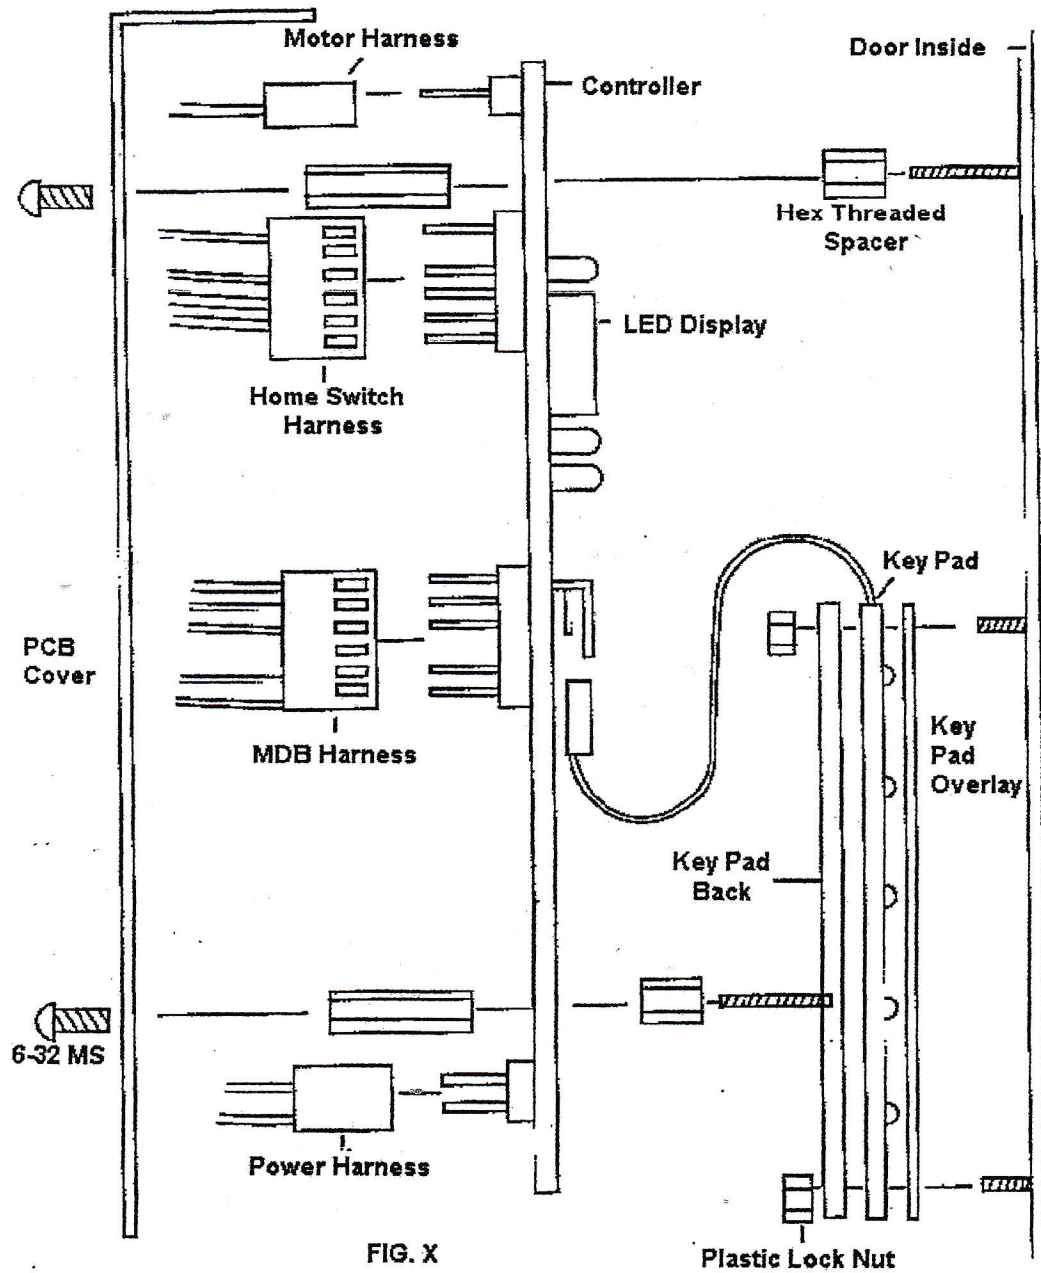 Motor Harness
Door Inside
Controller
Hex Threaded
Spacer
LED Display
Home Switch
Harness
Key Pad
PCB
Cover
MDB Harness
Key
Pad
Overlay
Key Pad
Back
6-32 MS
Power Harness
FIG. X
Plastic Lock Nut